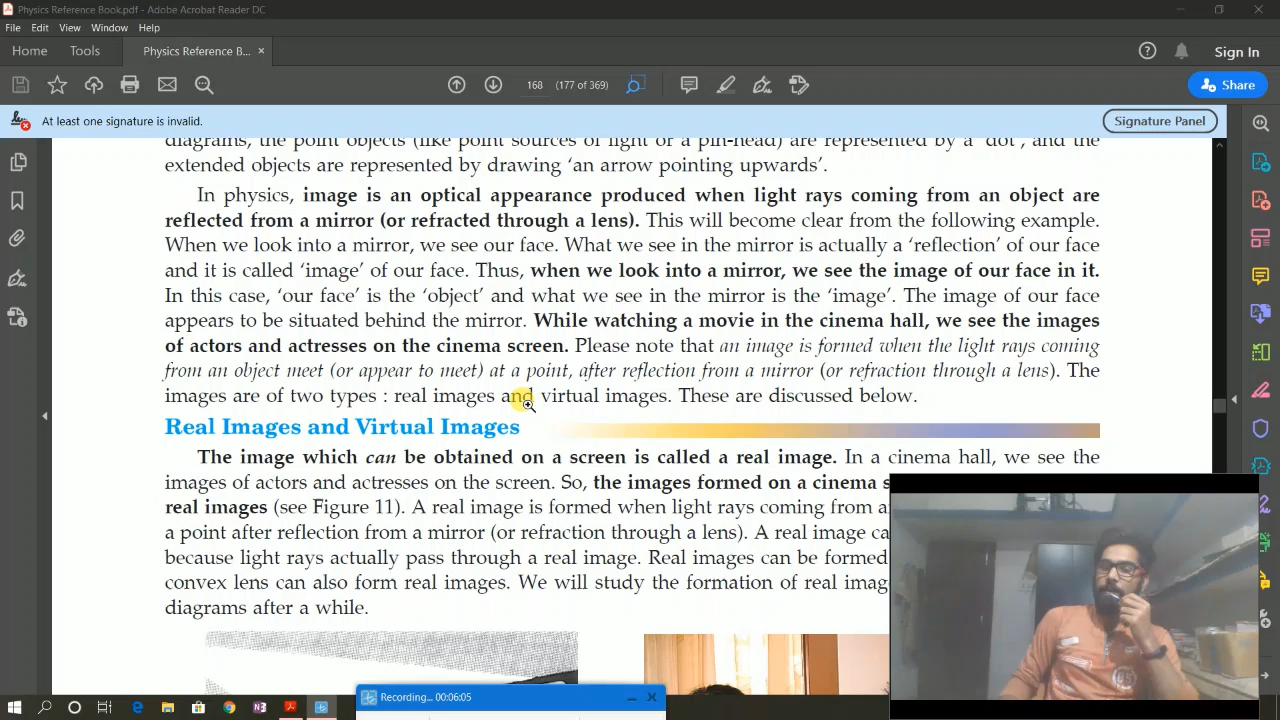 Physics Reference Book.pdf - Adobe Acrobat Reader DC
File Edit View Window Help
Home Tools Physics Reference B... × Sign In
168 (177 of 369) Share
At least one signature is invalid. Signature Panel
diagrams, the point objects (like point sources of light or a pin-head) are represented by a 'dot', and the
extended objects are represented by drawing 'an arrow pointing upwards'.
In physics, image is an optical appearance produced when light rays coming from an object are
reflected from a mirror (or refracted through a lens). This will become clear from the following example.
When we look into a mirror, we see our face. What we see in the mirror is actually a 'reflection' of our face
and it is called 'image' of our face. Thus, when we look into a mirror, we see the image of our face in it.
In this case, 'our face' is the 'object' and what we see in the mirror is the 'image'. The image of our face
appears to be situated behind the mirror. While watching a movie in the cinema hall, we see the images
of actors and actresses on the cinema screen. Please note that an image is formed when the light rays coming
from an object meet (or appear to meet) at a point, after reflection from a mirror (or refraction through a lens). The
images are of two types : real images and virtual images. These are discussed below.
Real Images and Virtual Images
The image which can be obtained on a screen is called a real image. In a cinema hall, we see the
images of actors and actresses on the screen. So, the images formed on a cinema s
real images (see Figure 11). A real image is formed when light rays coming from a
a point after reflection from a mirror (or refraction through a lens). A real image ca
because light rays actually pass through a real image. Real images can be formed
convex lens can also form real images. We will study the formation of real imag
diagrams after a while.
Recording... 00:06:05